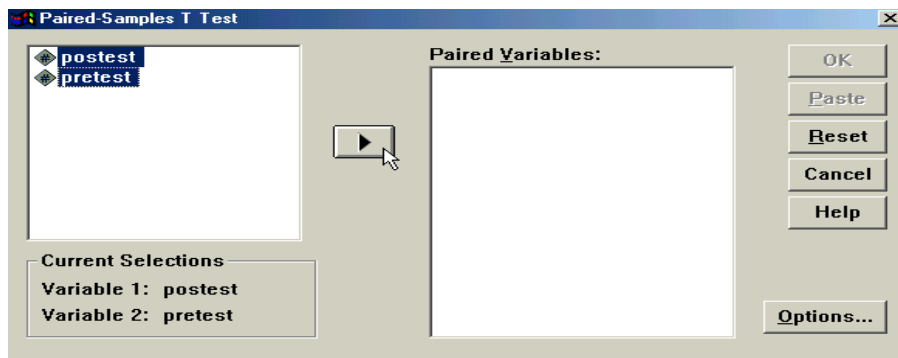 Paired-Samples T Test
postest
pretest
Paired Variables:
OK
Paste
Reset
Cancel
Help
Current Selections
Variable 1: postest
Variable 2: pretest
Options...